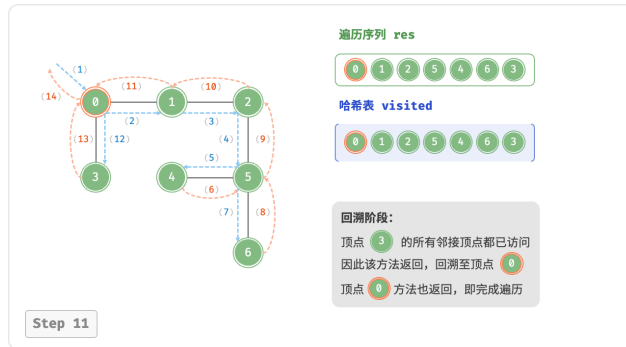 遍历序列 res
0 1 2 5 4 6 3
哈希表 visited
0 1 2 5 4 6 3
(1)
(14)
(11)
(10)
0
1
2
(2)
(3)
(13)
(12)
(4)
(9)
(5)
3
4
5
(6)
(7)
(8)
6
回溯阶段：
顶点 3 的所有邻接顶点都已访问
因此该方法返回，回溯至顶点 0
顶点 0 方法也返回，即完成遍历
Step 11